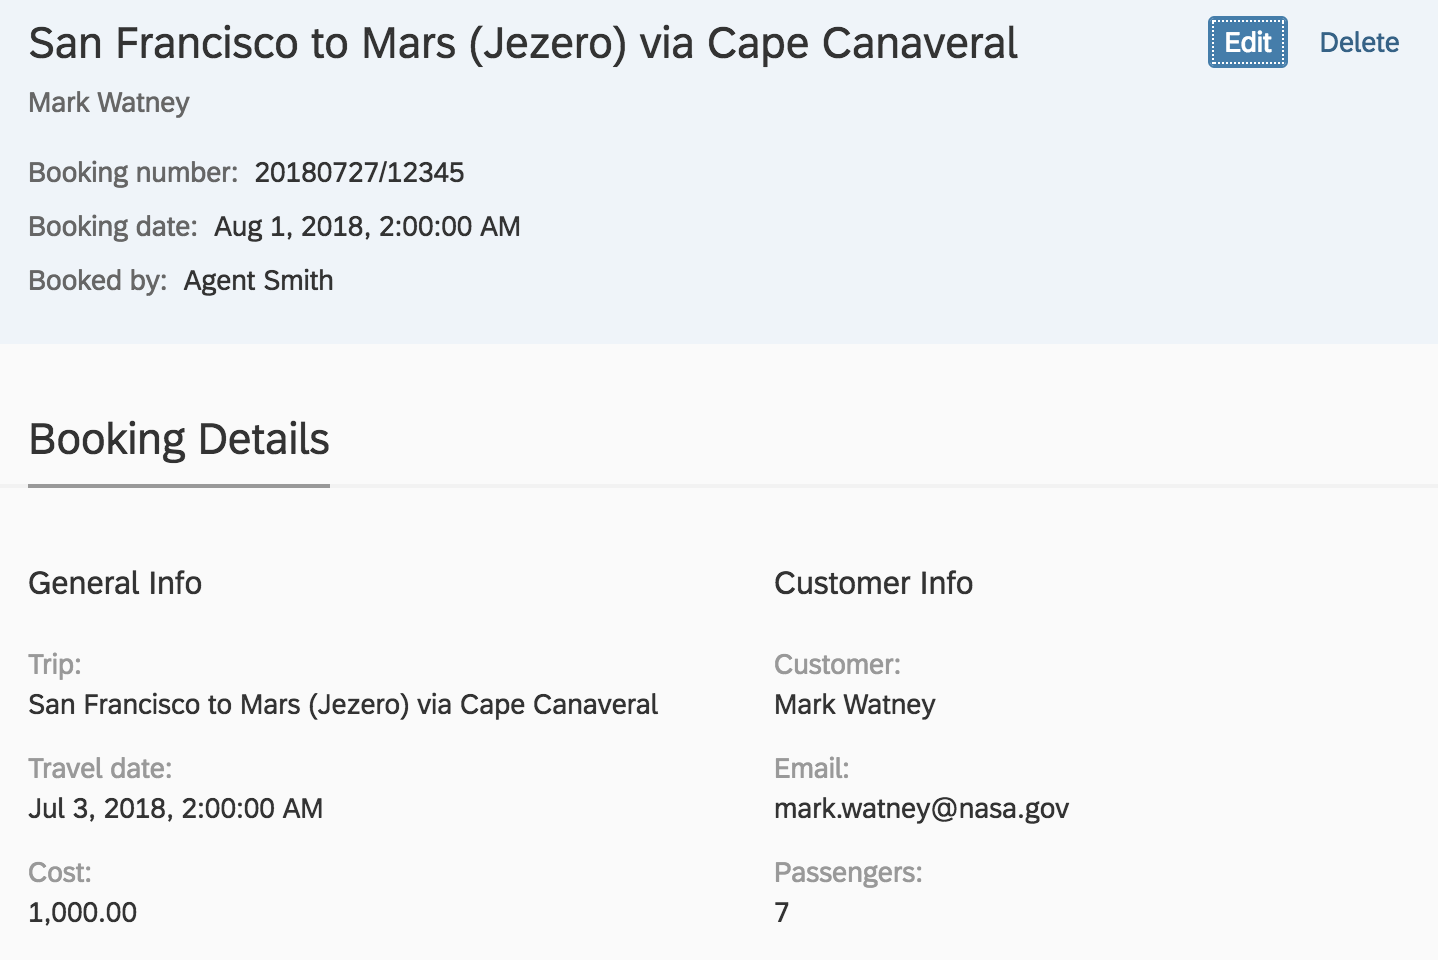 San Francisco to Mars (Jezero) via Cape Canaveral
Edit
Delete
Mark Watney
Booking number: 20180727/12345
Booking date: Aug 1, 2018, 2:00:00 AM
Booked by: Agent Smith
Booking Details
General Info
Trip:
San Francisco to Mars (Jezero) via Cape Canaveral
Travel date:
Jul 3, 2018, 2:00:00 AM
Cost:
1,000.00
Customer Info
Customer:
Mark Watney
Email:
mark.watney@nasa.gov
Passengers:
7